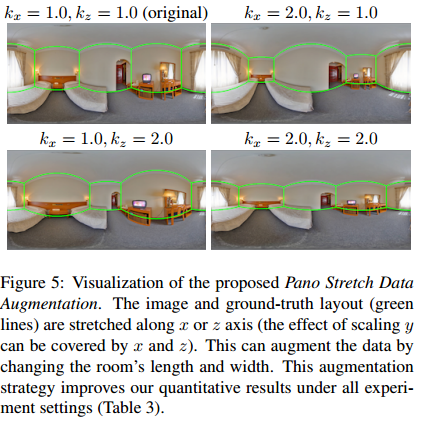 k_x = 1.0, k_z = 1.0 (original)
k_x = 2.0, k_z = 1.0
k_x = 1.0, k_z = 2.0
k_x = 2.0, k_z = 2.0
Figure 5: Visualization of the proposed Pano Stretch Data
Augmentation. The image and ground-truth layout (green
lines) are stretched along x or z axis (the effect of scaling y
can be covered by x and z). This can augment the data by
changing the room's length and width. This augmentation
strategy improves our quantitative results under all experi-
ment settings (Table 3).